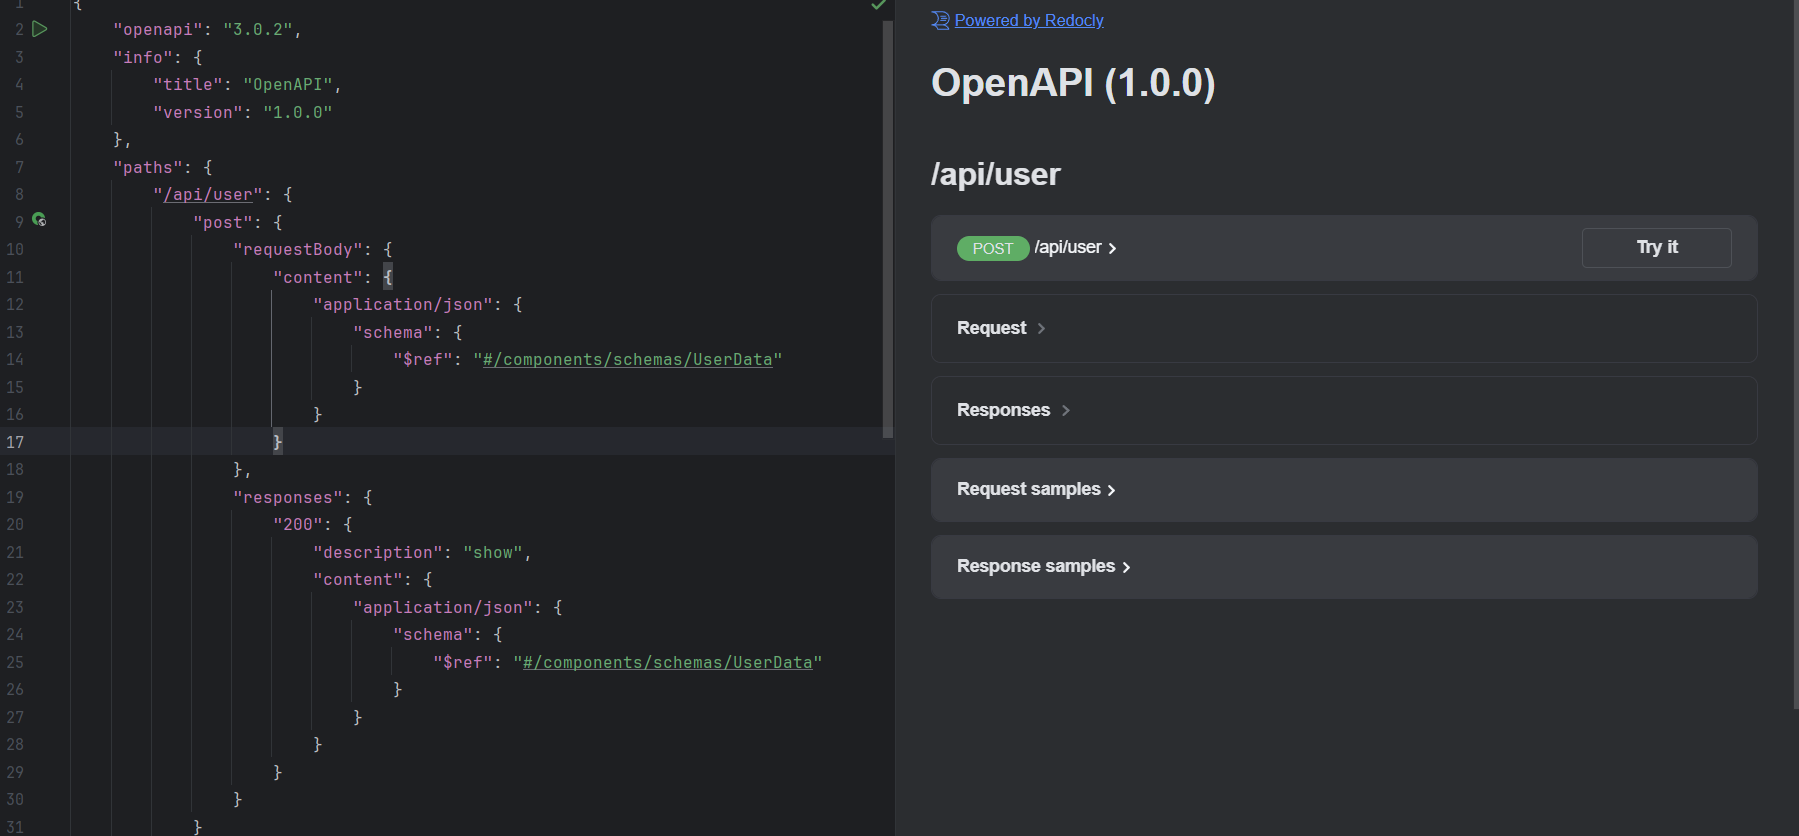 1 {
2 "openapi": "3.0.2",
3 "info": {
4 "title": "OpenAPI",
5 "version": "1.0.0"
6 },
7 "paths": {
8 "/api/user": {
9 "post": {
10 "requestBody": {
11 "content": {
12 "application/json": {
13 "schema": {
14 "$ref": "#/components/schemas/UserData"
15 }
16 }
17 }
18 },
19 "responses": {
20 "200": {
21 "description": "show",
22 "content": {
23 "application/json": {
24 "schema": {
25 "$ref": "#/components/schemas/UserData"
26 }
27 }
28 }
29 }
30 }
31 }
Powered by Redocly
OpenAPI (1.0.0)
/api/user
POST /api/user
Try it
Request
Responses
Request samples
Response samples